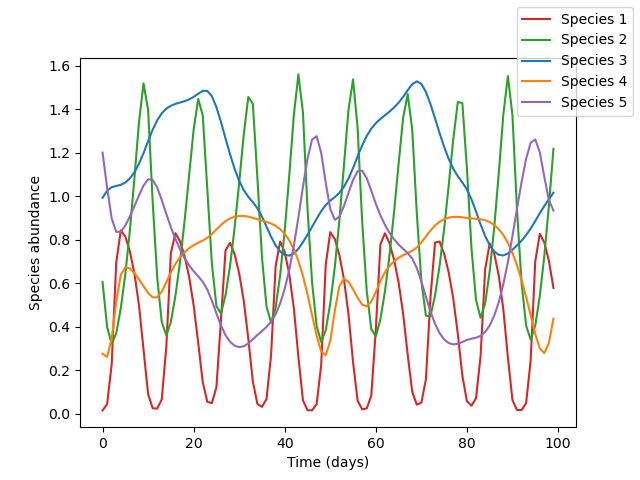 Species 1
Species 2
Species 3
Species 4
Species 5
1.6
1.4
1.2
1.0
0.8
0.6
0.4
0.2
0.0
Species abundance
0 20 40 60 80 100
Time (days)